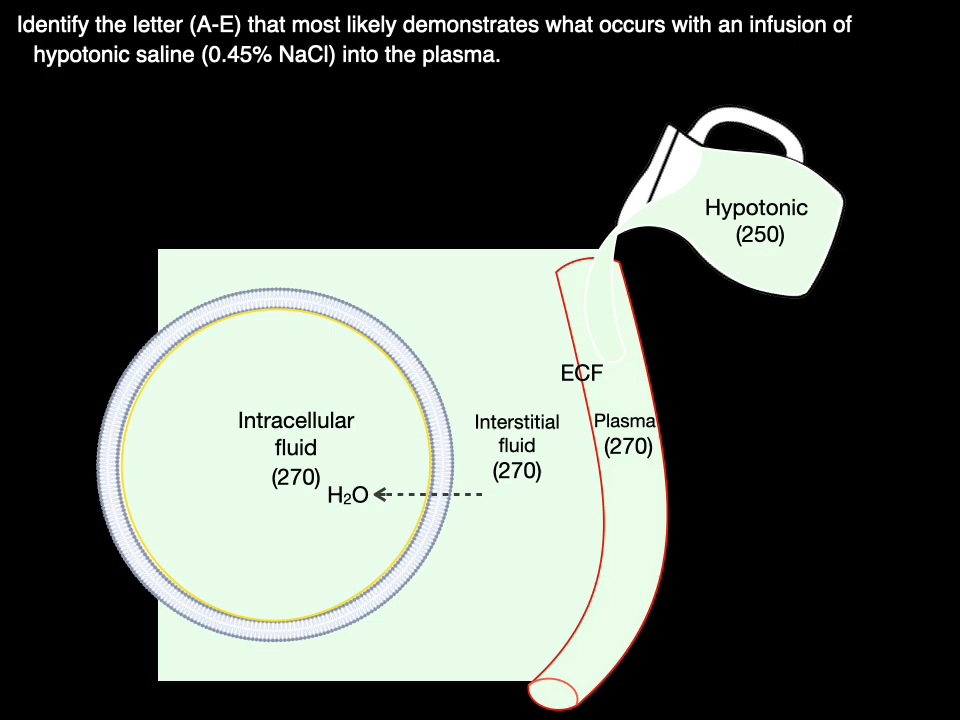 Identify the letter (A-E) that most likely demonstrates what occurs with an infusion of
hypotonic saline (0.45% NaCl) into the plasma.
Hypotonic
(250)
ECF
Intracellular
fluid
(270)
H₂O
Interstitial
fluid
(270)
Plasma
(270)